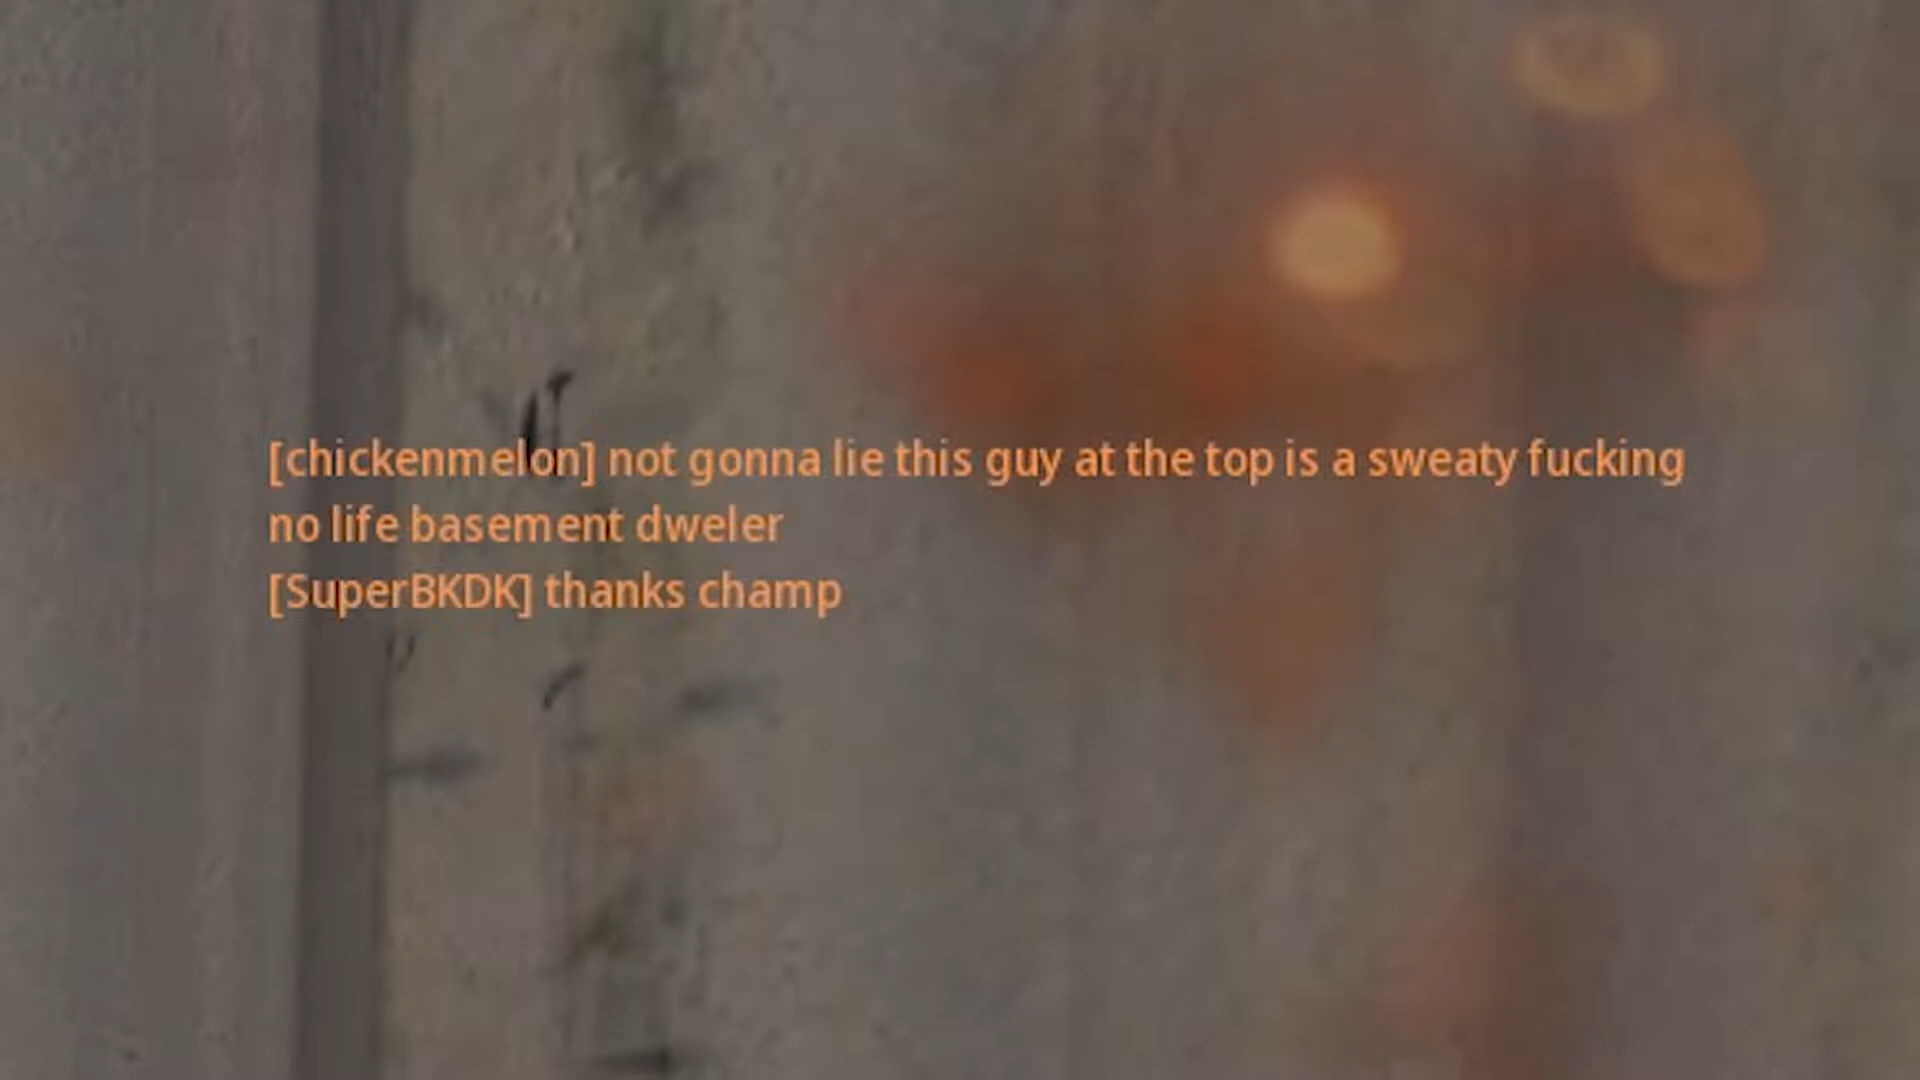 [chickenmelon] not gonna lie this guy at the top is a sweaty fucking
no life basement dweler
[SuperBKDK] thanks champ